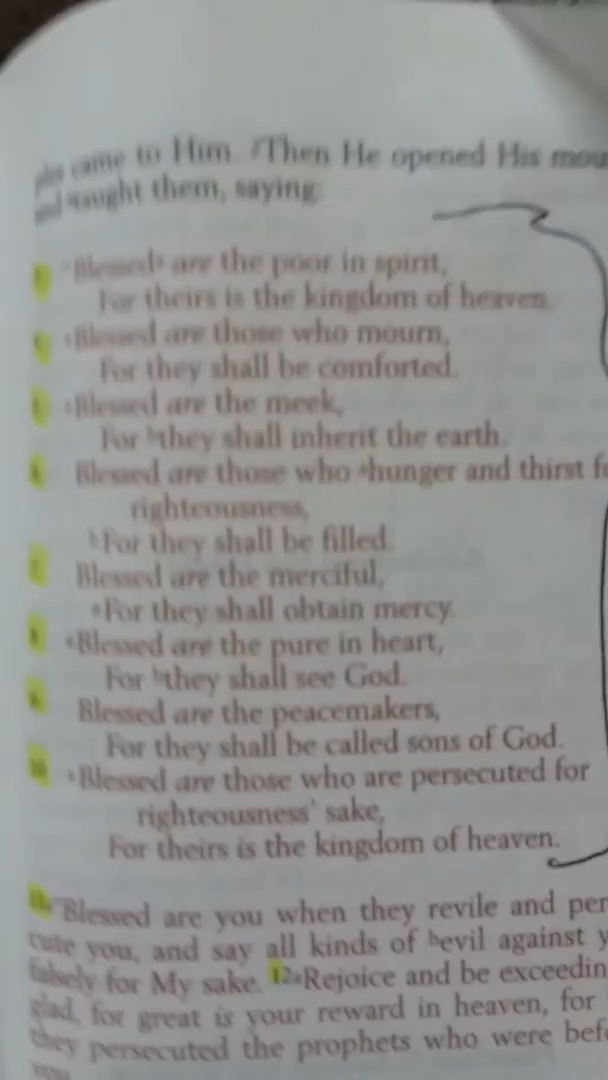 came to Him. Then He opened His mou
and taught them, saying:
Blessed are the poor in spirit,
For theirs is the kingdom of heaven.
Blessed are those who mourn,
For they shall be comforted.
Blessed are the meek,
For they shall inherit the earth.
Blessed are those who hunger and thirst fo
righteousness,
For they shall be filled.
Blessed are the merciful,
For they shall obtain mercy.
Blessed are the pure in heart,
For they shall see God.
Blessed are the peacemakers,
For they shall be called sons of God.
10 Blessed are those who are persecuted for
righteousness' sake,
For theirs is the kingdom of heaven.
11 "Blessed are you when they revile and per
cute you, and say all kinds of evil against y
falsely for My sake. 12 Rejoice and be exceedin
glad, for great is your reward in heaven, for
they persecuted the prophets who were befo
you